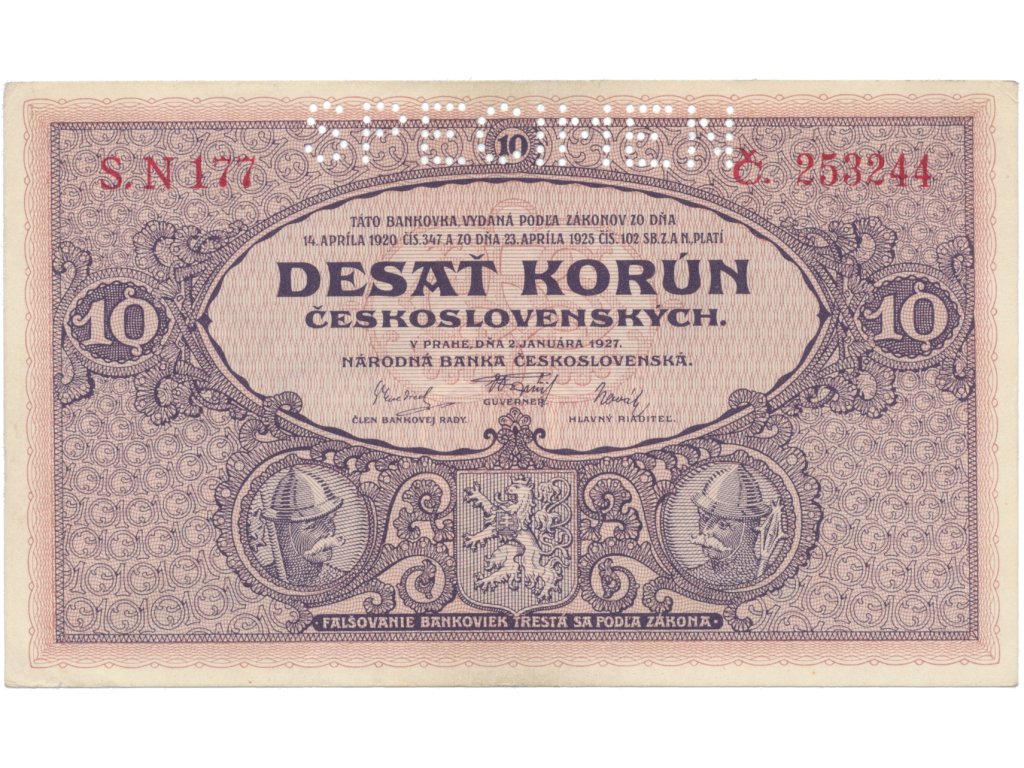 SPECIMEN
10
S.N 177 Č. 253244
TÁTO BANKOVKA, VYDANÁ PODĽA ZÁKONOV ZO DŇA
14. APRÍLA 1920 ČÍS. 347 A ZO DŇA 23. APRÍLA 1925 ČÍS. 102 SB. Z. A N., PLATÍ
DESAŤ KORÚN
ČESKOSLOVENSKÝCH.
10 10
V PRAHE, DŇA 2. JANUÁRA 1927.
NÁRODNÁ BANKA ČESKOSLOVENSKÁ.
GUVERNER.
ČLEN BANKOVEJ RADY. HLAVNÝ RIADITEĽ.
· FALŠOVANIE BANKOVIEK TRESTÁ SA PODĽA ZÁKONA ·